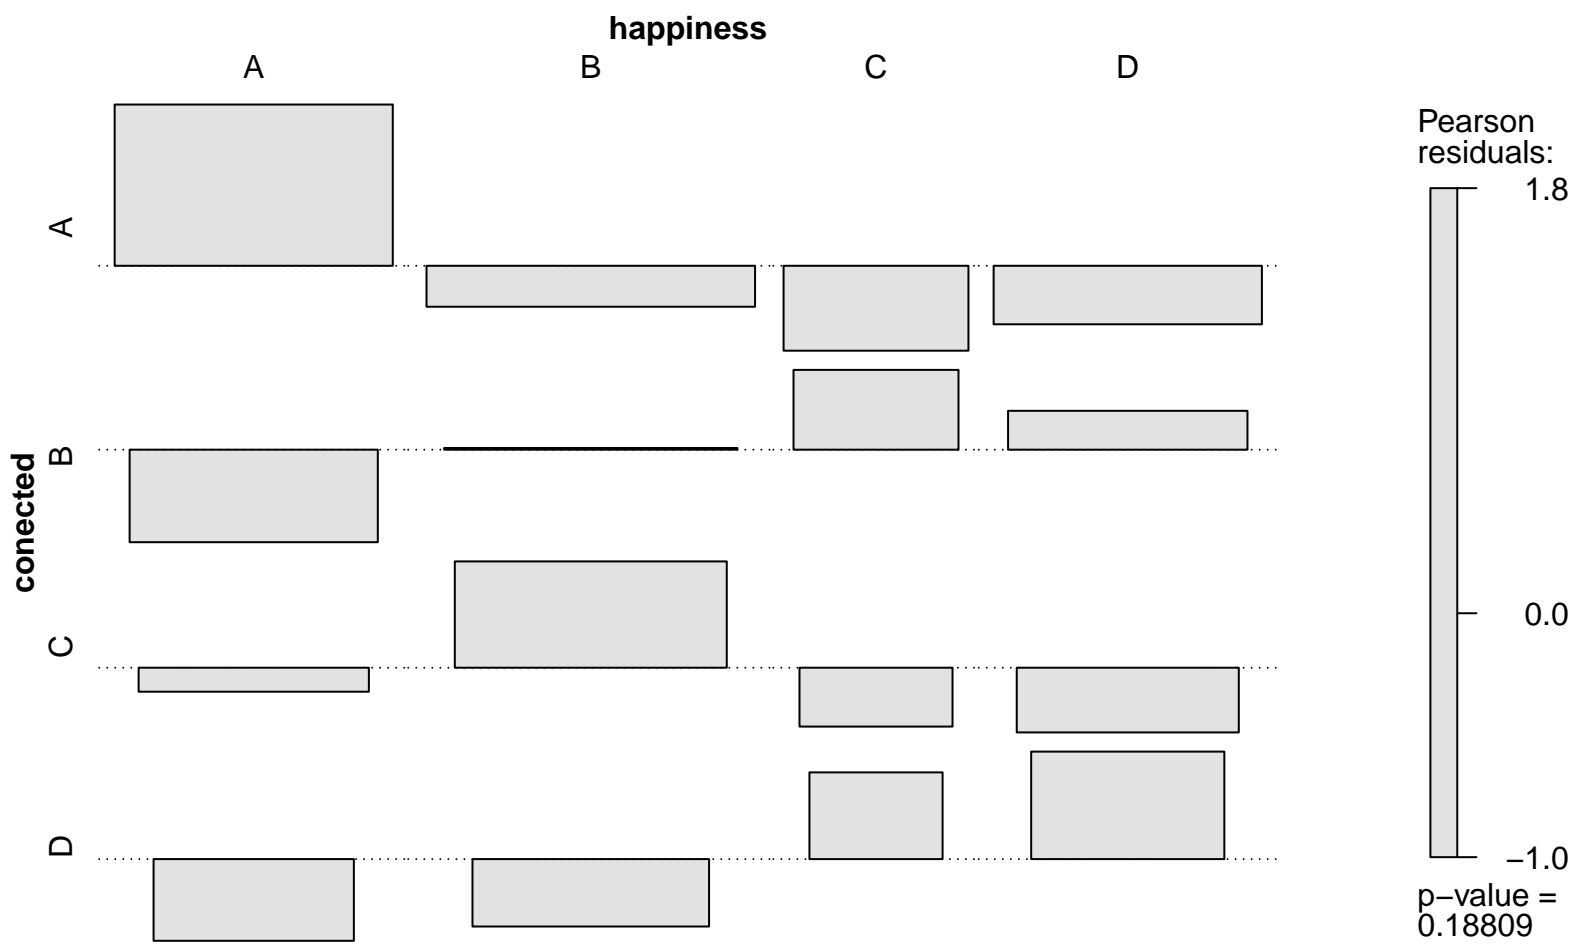 happiness
A B C D
Pearson
residuals:
1.8
A
B
conected
C
0.0
D
−1.0
p−value =
0.18809